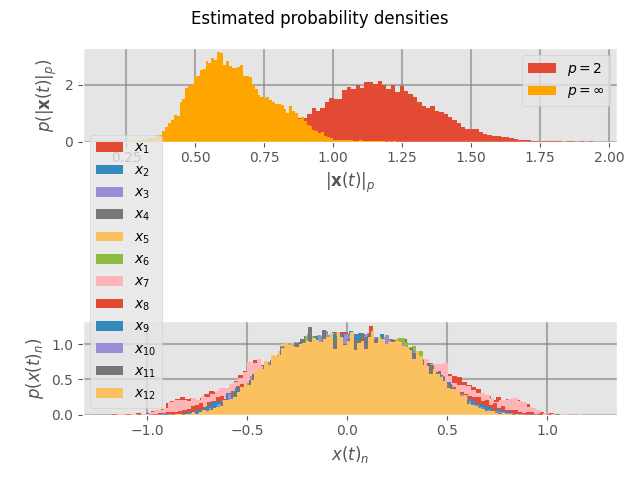 Estimated probability densities
p(|x(t)|ₚ)
2
0
p = 2
p = ∞
0.25 0.50 0.75 1.00 1.25 1.50 1.75 2.00
|x(t)|ₚ
x₁
x₂
x₃
x₄
x₅
x₆
x₇
x₈
x₉
x₁₀
x₁₁
x₁₂
p(x(t)ₙ)
1.0
0.5
0.0
−1.0 −0.5 0.0 0.5 1.0
x(t)ₙ